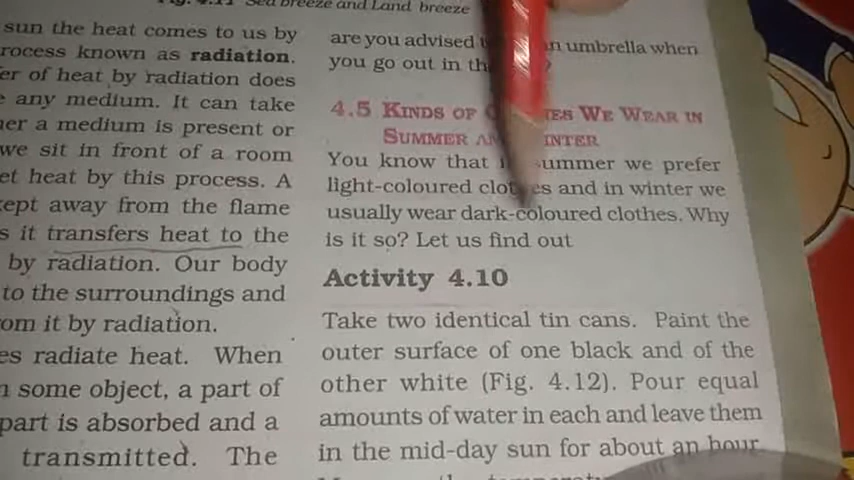 Sea breeze and Land breeze
sun the heat comes to us by
rocess known as radiation.
er of heat by radiation does
any medium. It can take
her a medium is present or
we sit in front of a room
et heat by this process. A
kept away from the flame
s it transfers heat to the
by radiation. Our body
to the surroundings and
om it by radiation.
es radiate heat. When
some object, a part of
part is absorbed and a
transmitted. The
are you advised an umbrella when
you go out in
4.5 KINDS OF WE WEAR IN
SUMMER
You know that summer we prefer
light-coloured clothes and in winter we
usually wear dark-coloured clothes. Why
is it so? Let us find out
Activity 4.10
Take two identical tin cans. Paint the
outer surface of one black and of the
other white (Fig. 4.12). Pour equal
amounts of water in each and leave them
in the mid-day sun for about an hour